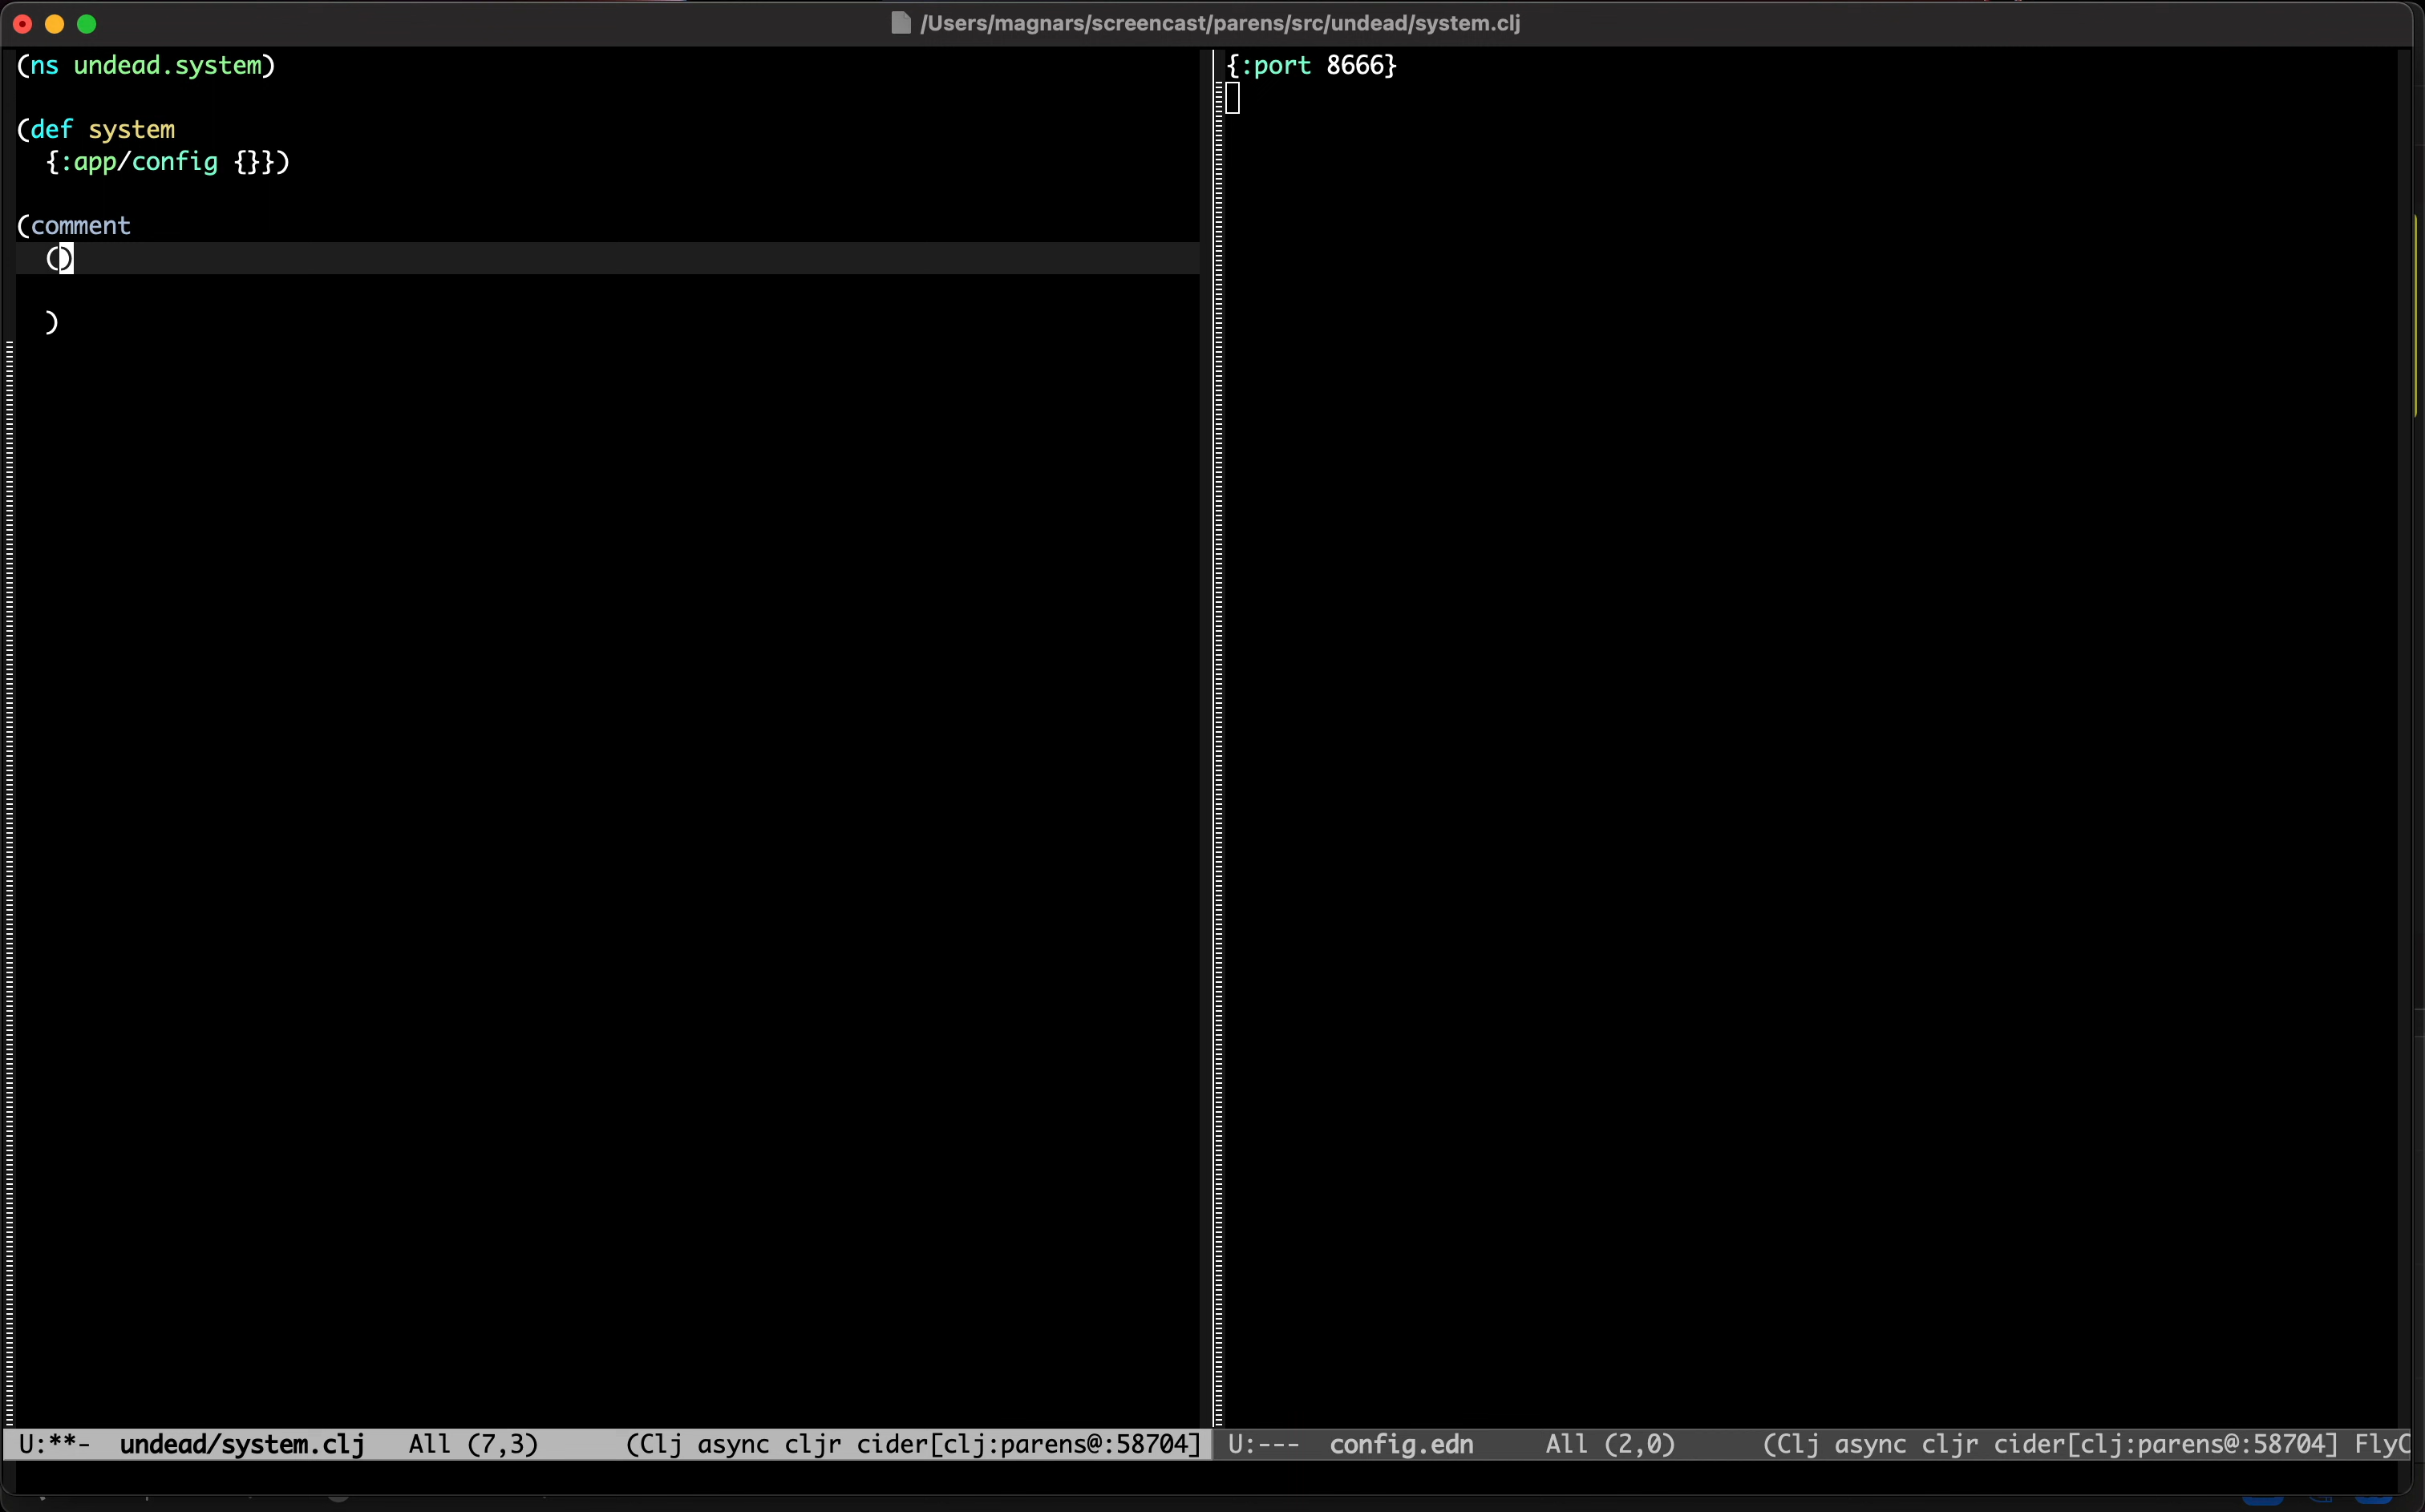 /Users/magnars/screencast/parens/src/undead/system.clj
(ns undead.system)
(def system
  {:app/config {}})
(comment
  ()
  )
{:port 8666}
U:**-  undead/system.clj   All (7,3)      (Clj async cljr cider[clj:parens@:58704]
U:---  config.edn     All (2,0)      (Clj async cljr cider[clj:parens@:58704] FlyC